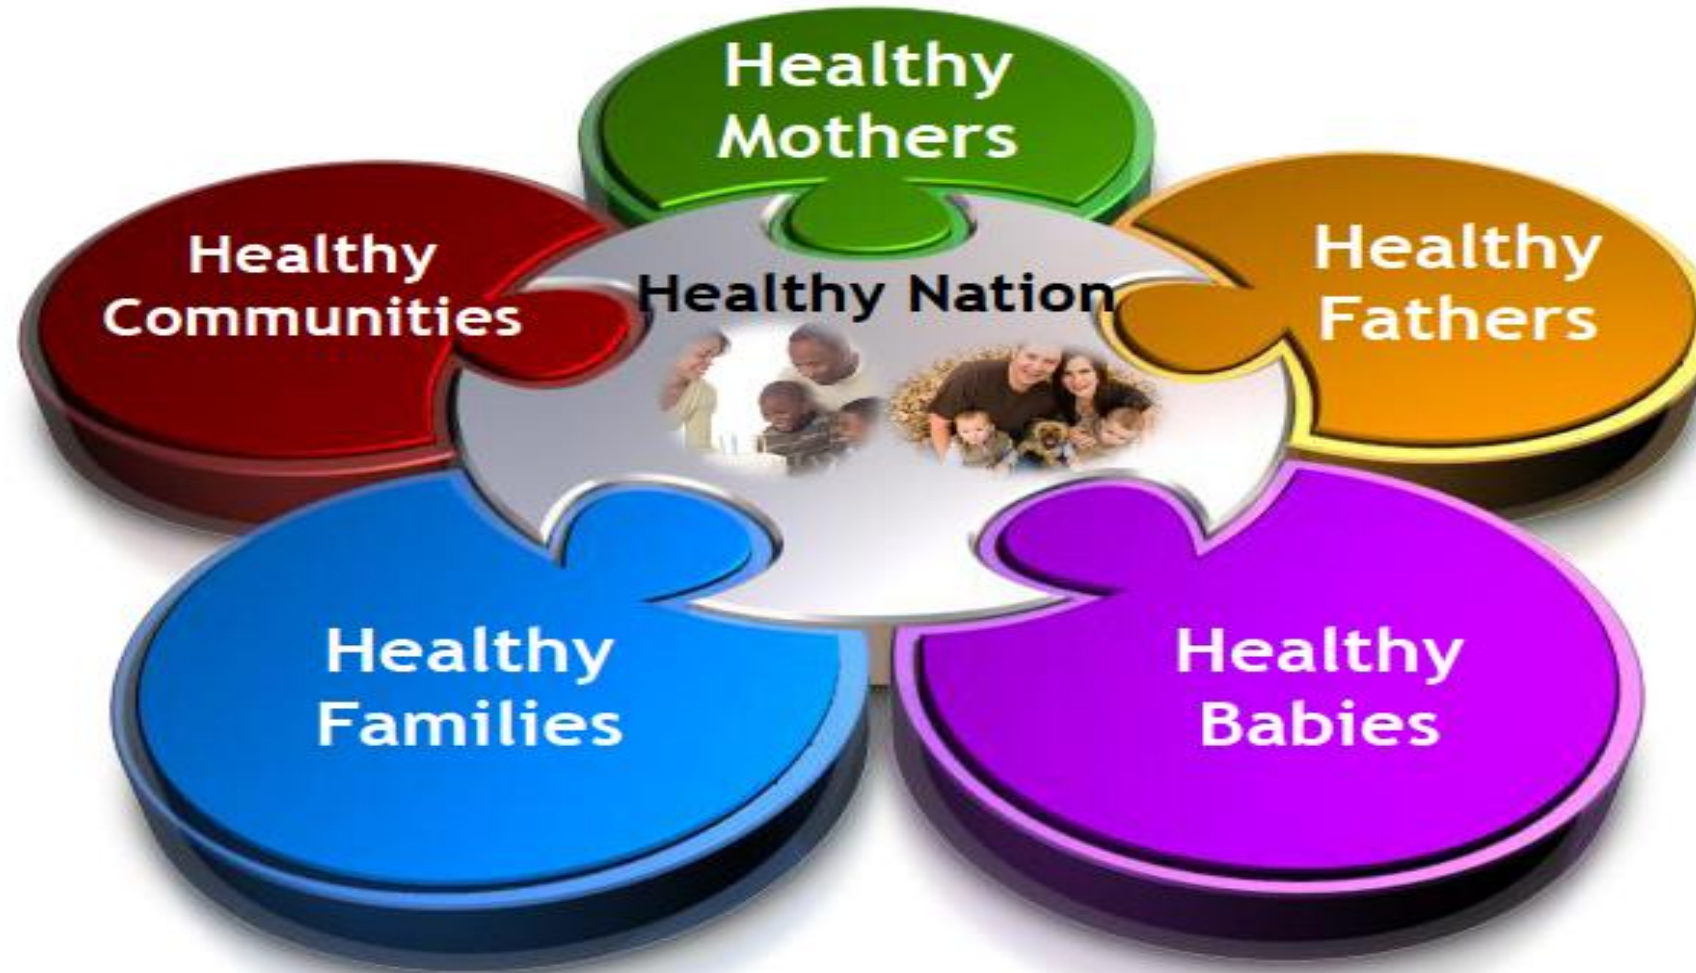 Healthy
Mothers
Healthy
Communities
Healthy
Fathers
Healthy Nation
Healthy
Families
Healthy
Babies